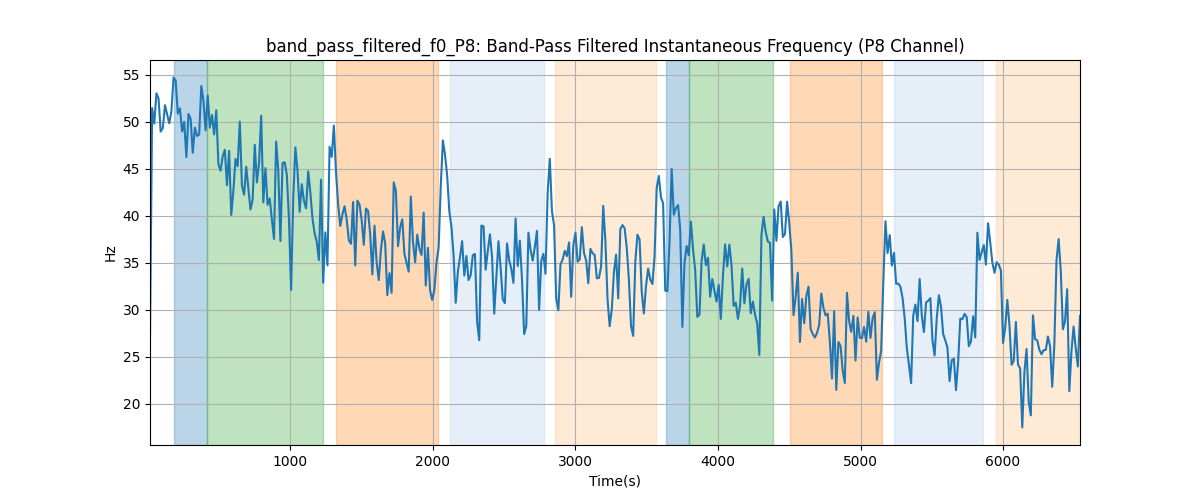 band_pass_filtered_f0_P8: Band-Pass Filtered Instantaneous Frequency (P8 Channel)
55
50
45
40
35
30
25
20
Hz
1000 2000 3000 4000 5000 6000
Time(s)